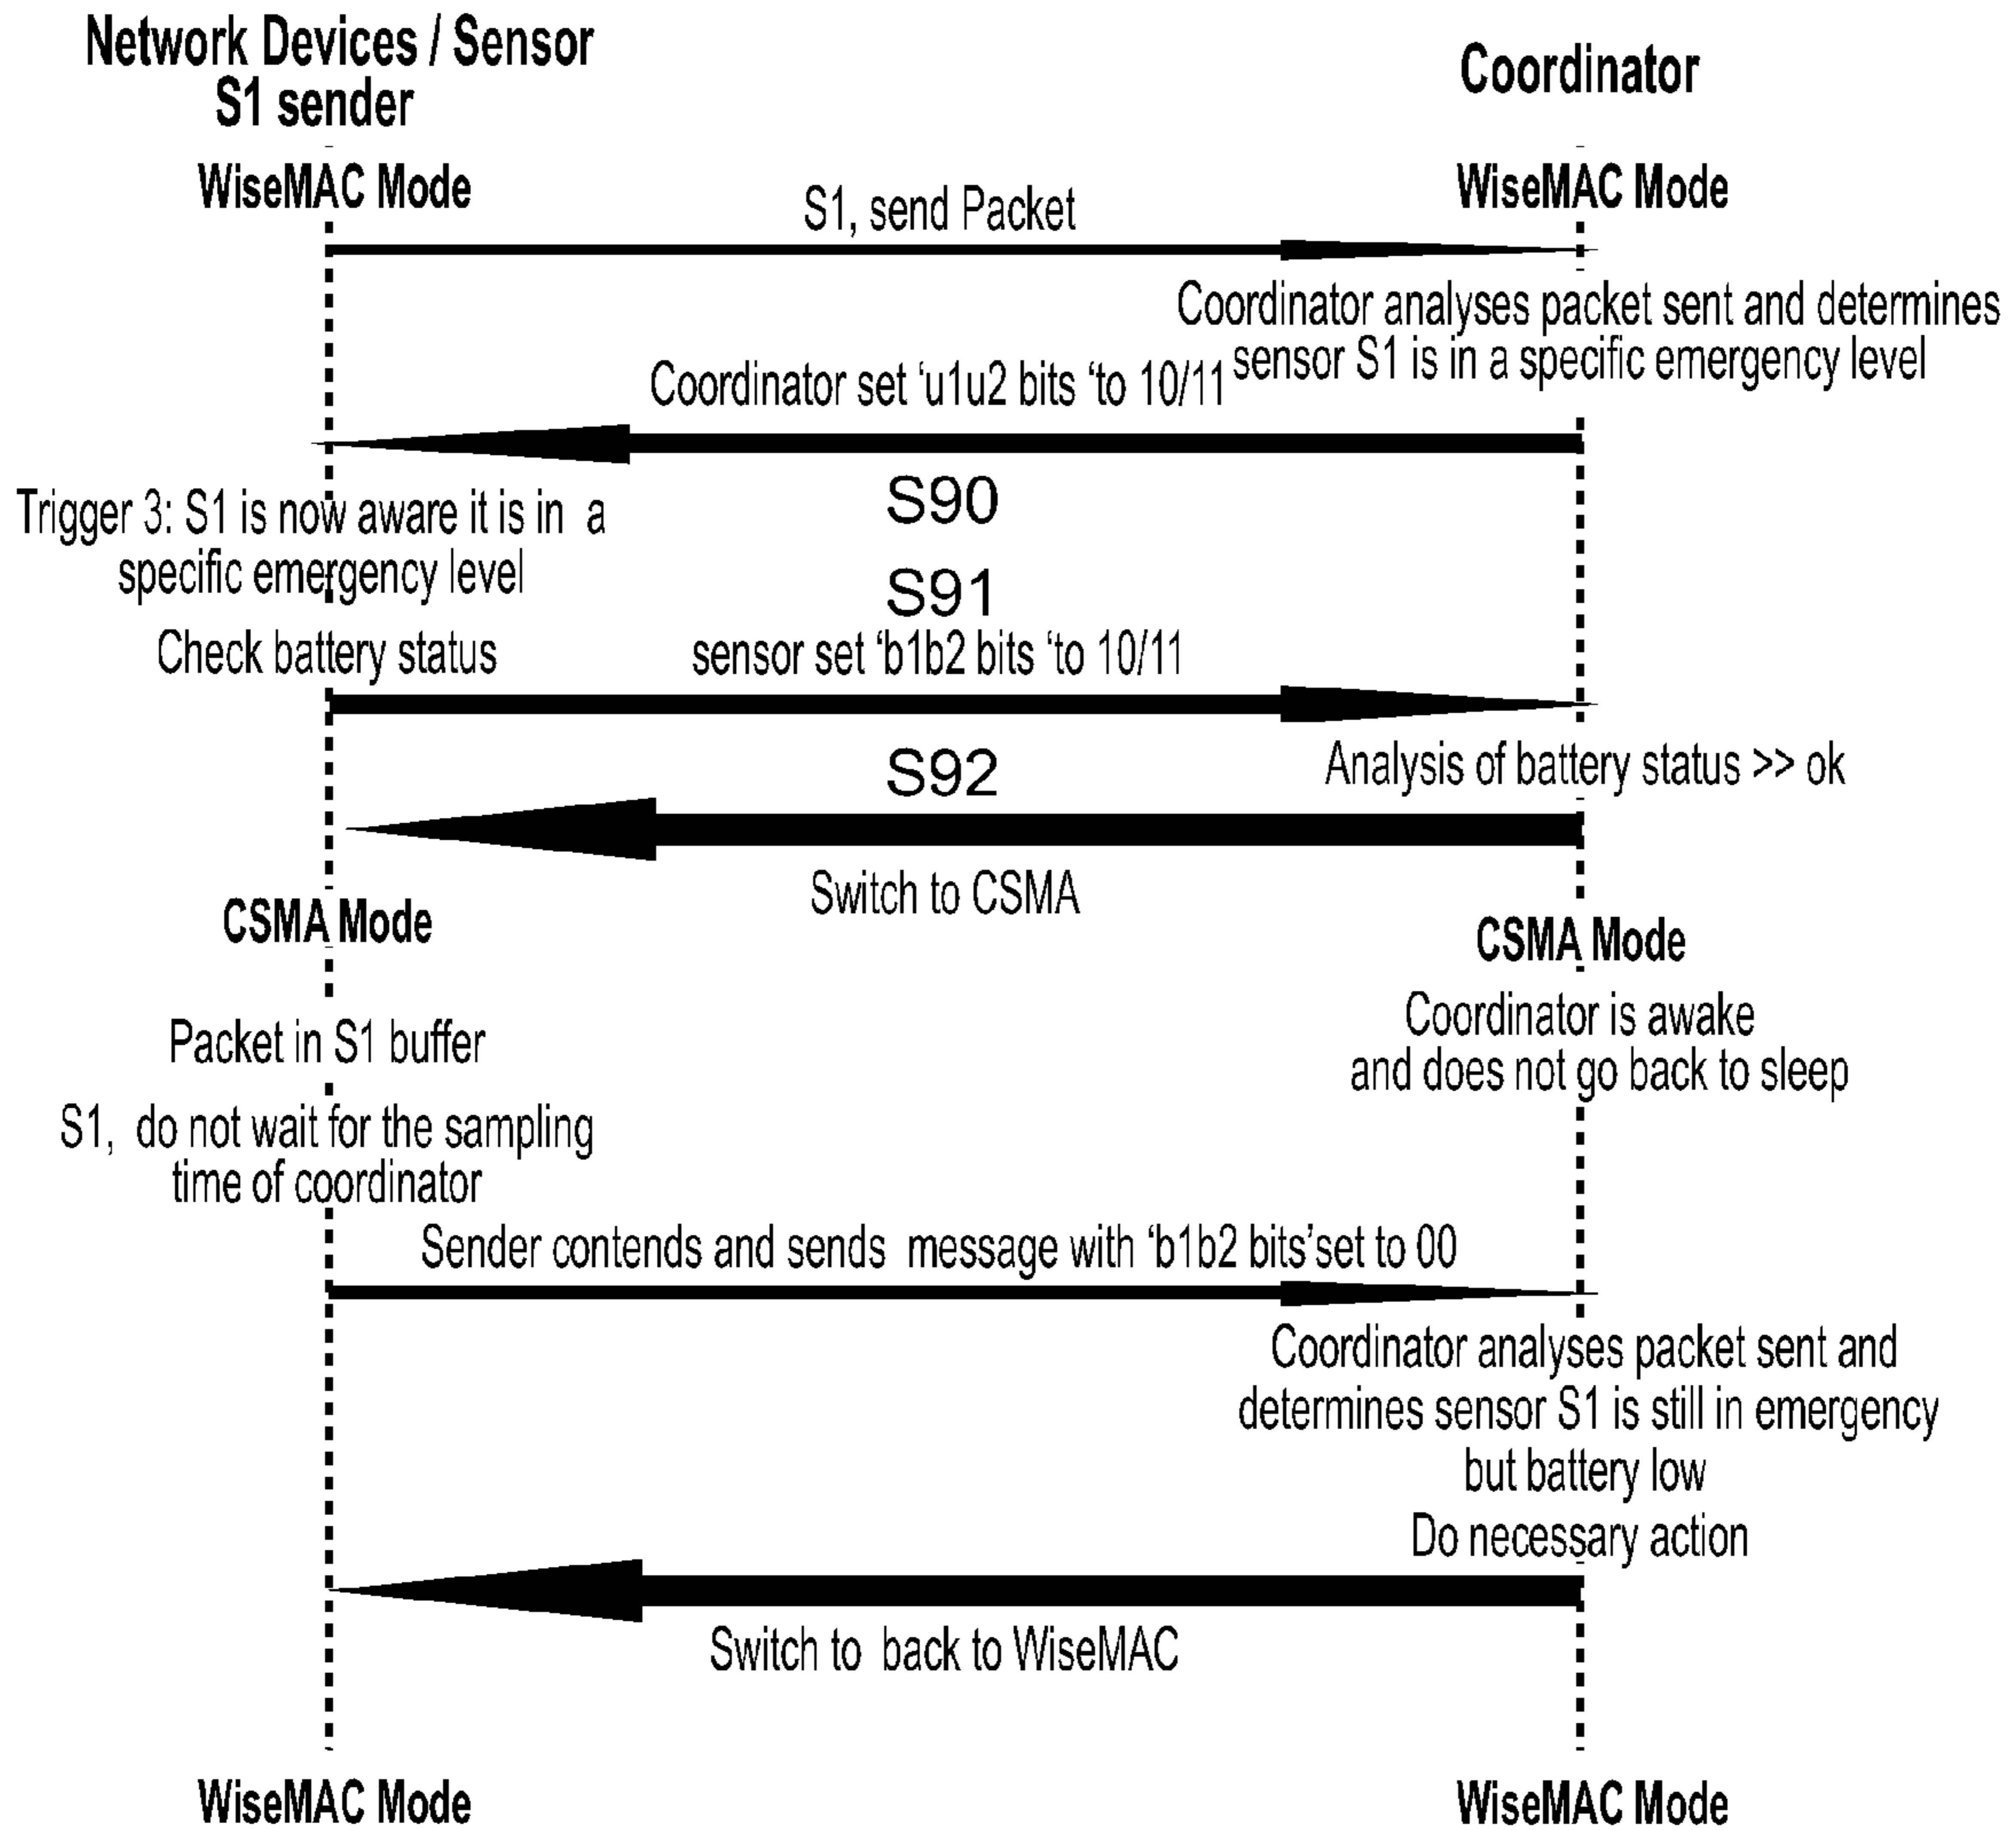 Network Devices / Sensor
S1 sender
Coordinator
WiseMAC Mode
WiseMAC Mode
S1, send Packet
Coordinator analyses packet sent and determines
sensor S1 is in a specific emergency level
Coordinator set ‘u1u2 bits ‘to 10/11
S90
Trigger 3: S1 is now aware it is in a
specific emergency level
S91
Check battery status
sensor set ‘b1b2 bits ‘to 10/11
S92
Analysis of battery status >> ok
Switch to CSMA
CSMA Mode
CSMA Mode
Packet in S1 buffer
Coordinator is awake
and does not go back to sleep
S1, do not wait for the sampling
time of coordinator
Sender contends and sends message with ‘b1b2 bits’set to 00
Coordinator analyses packet sent and
determines sensor S1 is still in emergency
but battery low
Do necessary action
Switch to back to WiseMAC
WiseMAC Mode
WiseMAC Mode